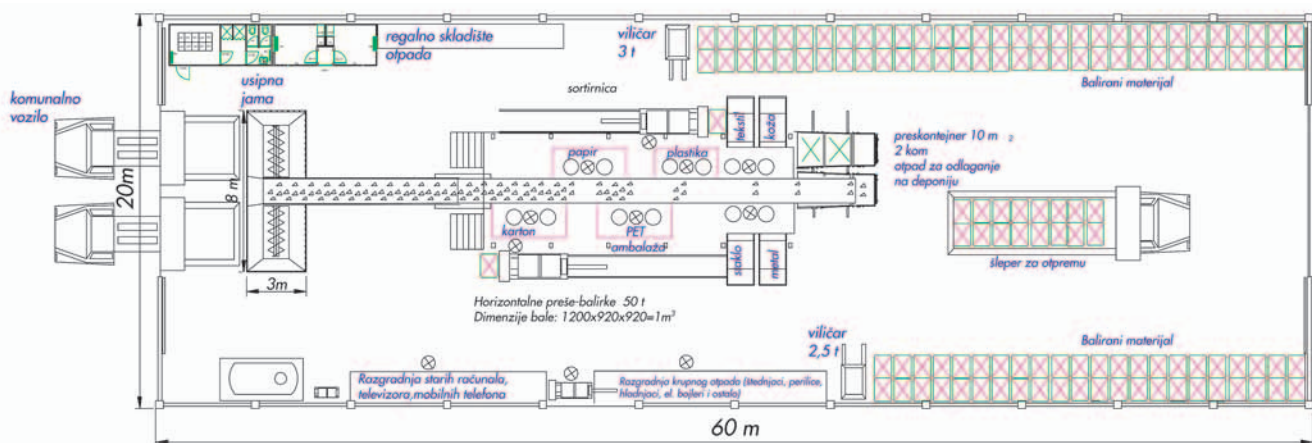 regalno skladište
otpada
viličar
3 t
Balirani materijal
komunalno
vozilo
usipna
jama
sortirnica
tekstil
koža
papir
plastika
preskontejner 10 m 2
2 kom
otpad za odlaganje
na deponiju
20m
8 m
karton
PET
ambalaža
staklo
metal
šleper za otpremu
3m
Horizontalne preše-balirke 50 t
Dimenzije bale: 1200x920x920=1m³
viličar
2,5 t
Balirani materijal
Razgradnja starih računala,
televizora,mobilnih telefona
Razgradnja krupnog otpada (štednjaci, perilice,
hladnjaci, el. bojleri i ostalo)
60 m